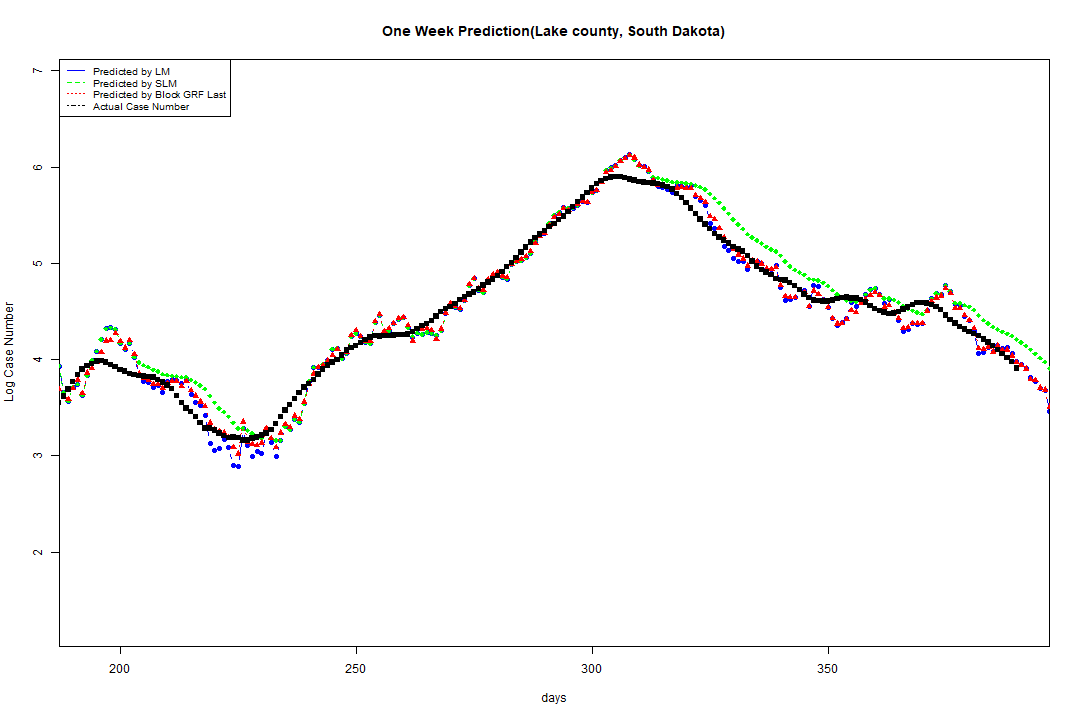 One Week Prediction(Lake county, South Dakota)
Predicted by LM
Predicted by SLM
Predicted by Block GRF Last
Actual Case Number
Log Case Number
7
6
5
4
3
2
200 250 300 350
days